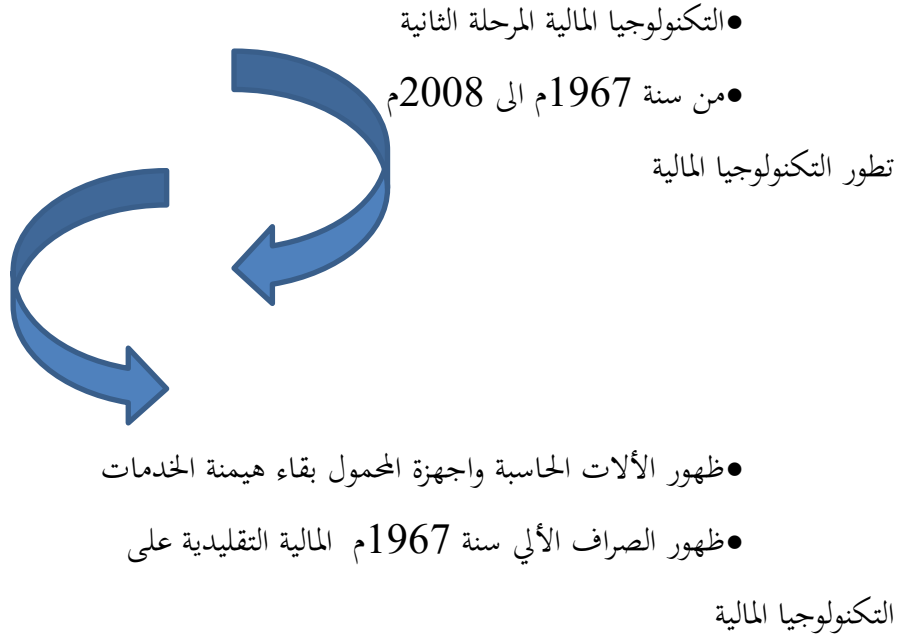 ●التكنولوجيا المالية المرحلة الثانية
●من سنة 1967م الى 2008م
تطور التكنولوجيا المالية
●ظهور الألات الحاسبة واجهزة المحمول بقاء هيمنة الخدمات
●ظهور الصراف الألي سنة 1967م المالية التقليدية على
التكنولوجيا المالية